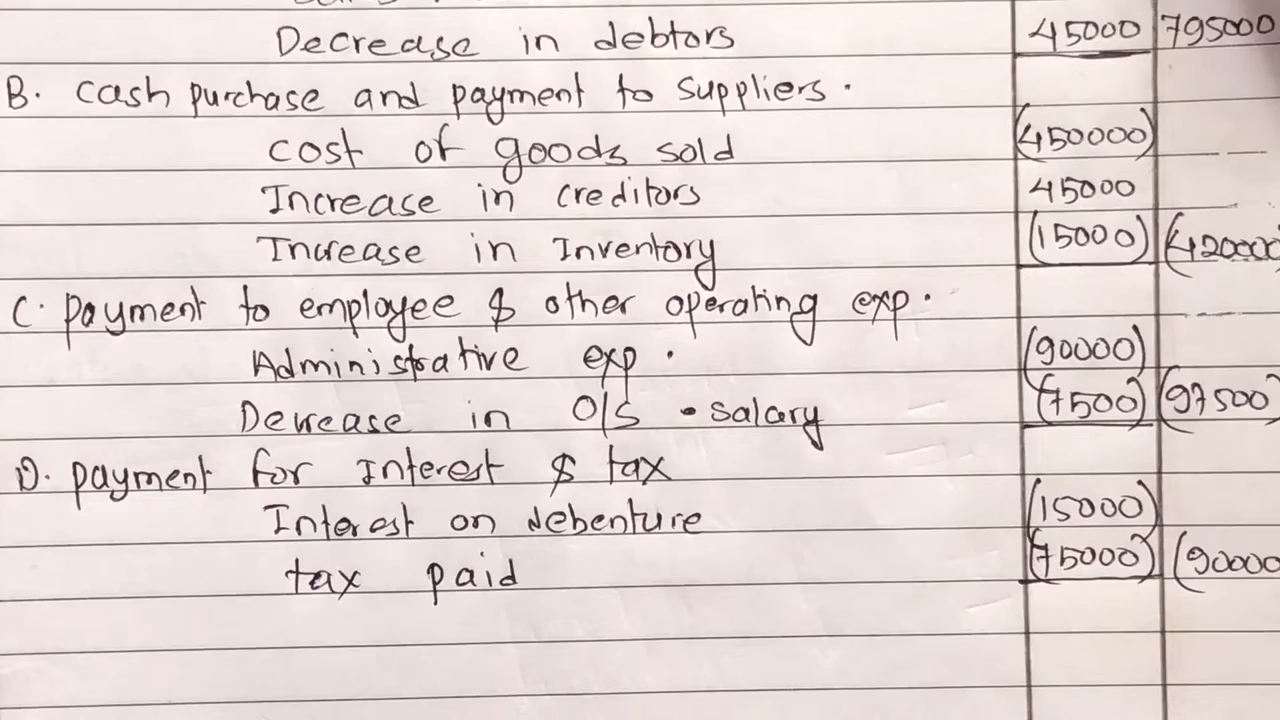 Decrease in debtors 45000 795000
B. cash purchase and payment to suppliers.
cost of goods sold (450000)
Increase in creditors 45000
Increase in Inventory (15000) (420000
C. payment to employee & other operating exp.
Administrative exp. (90000)
Decrease in O/S salary (7500) (97500)
D. payment for Interest & tax
Interest on debenture (15000)
tax paid (75000) (90000